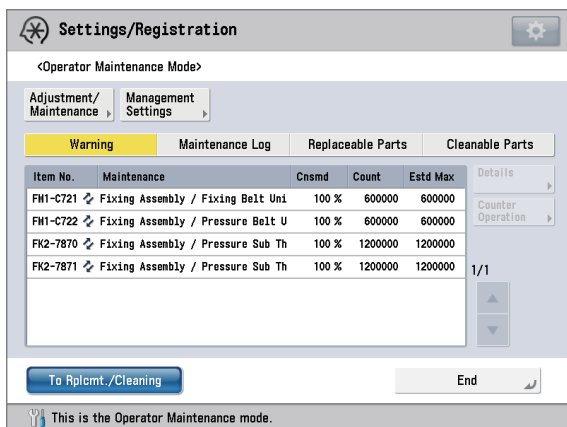 Settings/Registration
<Operator Maintenance Mode>
Adjustment/
Maintenance
Management
Settings
Warning Maintenance Log Replaceable Parts Cleanable Parts
Item No. Maintenance Cnsmd Count Estd Max
FM1-C721 Fixing Assembly / Fixing Belt Uni 100 % 600000 600000
FM1-C722 Fixing Assembly / Pressure Belt U 100 % 600000 600000
FK2-7870 Fixing Assembly / Pressure Sub Th 100 % 1200000 1200000
FK2-7871 Fixing Assembly / Pressure Sub Th 100 % 1200000 1200000
Details
Counter
Operation
1/1
To Rplcmt./Cleaning
End
This is the Operator Maintenance mode.